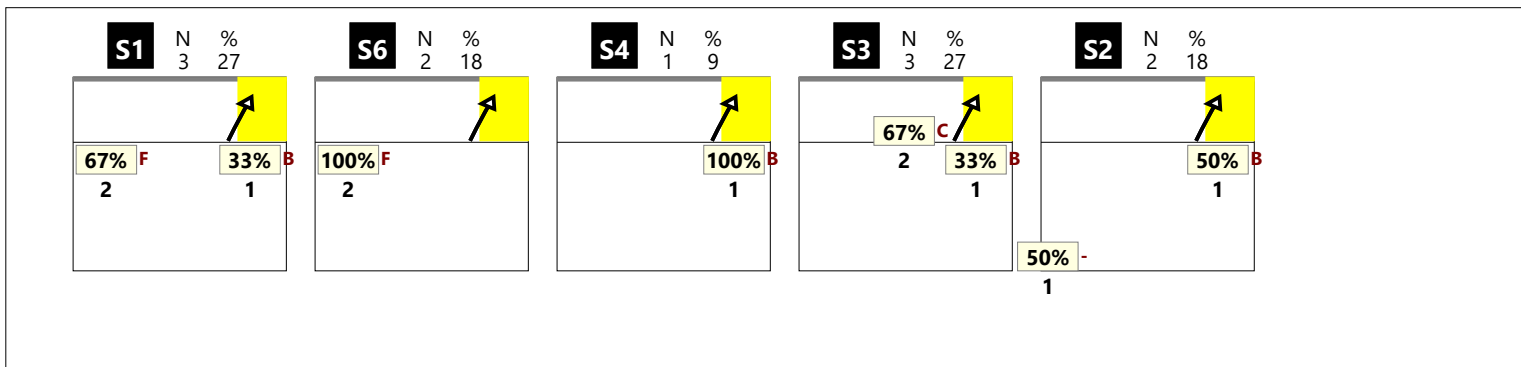 S1 N % 3 27
67% F 33% B
2 1
S6 N % 2 18
100% F
2
S4 N % 1 9
100% B
1
S3 N % 3 27
67% C
2
33% B
1
S2 N % 2 18
50% B
1
50% -
1